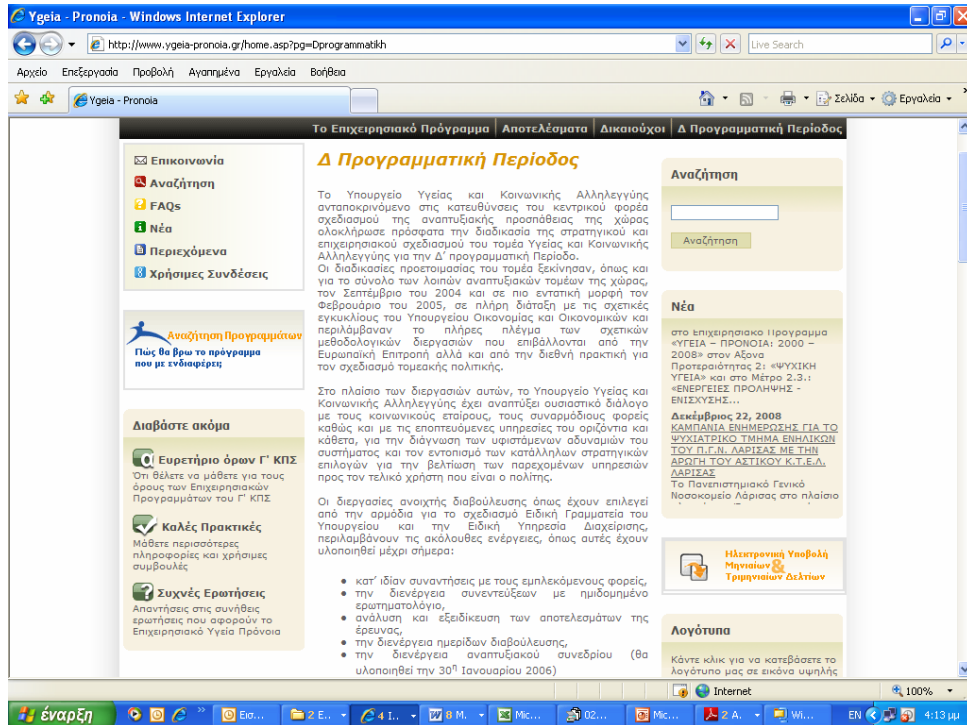 Ygeia - Pronoia - Windows Internet Explorer
http://www.ygeia-pronoia.gr/home.asp?pg=Dprogrammatikh
Live Search
Αρχείο Επεξεργασία Προβολή Αγαπημένα Εργαλεία Βοήθεια
Ygeia - Pronoia
Σελίδα Εργαλεία
Το Επιχειρησιακό Πρόγραμμα Αποτελέσματα Δικαιούχοι Δ Προγραμματική Περίοδος
Επικοινωνία
Αναζήτηση
FAQs
Νέα
Περιεχόμενα
Χρήσιμες Συνδέσεις
Αναζήτηση Προγραμμάτων
Πώς θα βρω το πρόγραμμα
που με ενδιαφέρει;
Διαβάστε ακόμα
Ευρετήριο όρων Γ' ΚΠΣ
Ότι θέλετε να μάθετε για τους
όρους των Επιχειρησιακών
Προγραμμάτων του Γ' ΚΠΣ
Καλές Πρακτικές
Μάθετε περισσότερες
πληροφορίες και χρήσιμες
συμβουλές
Συχνές Ερωτήσεις
Απαντήσεις στις συνήθεις
ερωτήσεις που αφορούν το
Επιχειρησιακό Υγεία Πρόνοια
Δ Προγραμματική Περίοδος
Το Υπουργείο Υγείας και Κοινωνικής Αλληλεγγύης
ανταποκρινόμενο στις κατευθύνσεις του κεντρικού φορέα
σχεδιασμού της αναπτυξιακής προσπάθειας της χώρας
ολοκλήρωσε πρόσφατα την διαδικασία της στρατηγικού και
επιχειρησιακού σχεδιασμού του τομέα Υγείας και Κοινωνικής
Αλληλεγγύης για την Δ' προγραμματική Περίοδο.
Οι διαδικασίες προετοιμασίας του τομέα ξεκίνησαν, όπως και
για το σύνολο των λοιπών αναπτυξιακών τομέων της χώρας,
τον Σεπτέμβριο του 2004 και σε πιο εντατική μορφή τον
Φεβρουάριο του 2005, σε πλήρη διάταξη με τις σχετικές
εγκυκλίους του Υπουργείου Οικονομίας και Οικονομικών και
περιλάμβαναν το πλήρες πλέγμα των σχετικών
μεθοδολογικών διεργασιών που επιβάλλονται από την
Ευρωπαϊκή Επιτροπή αλλά και από την διεθνή πρακτική για
τον σχεδιασμό τομεακής πολιτικής.
Στο πλαίσιο των διεργασιών αυτών, το Υπουργείο Υγείας και
Κοινωνικής Αλληλεγγύης έχει αναπτύξει ουσιαστικό διάλογο
με τους κοινωνικούς εταίρους, τους συναρμόδιους φορείς
καθώς και με τις εποπτευόμενες υπηρεσίες του οριζόντια και
κάθετα, για την διάγνωση των υφιστάμενων αδυναμιών του
συστήματος και τον εντοπισμό των κατάλληλων στρατηγικών
επιλογών για την βελτίωση των παρεχομένων υπηρεσιών
προς τον τελικό χρήστη που είναι ο πολίτης.
Οι διεργασίες ανοιχτής διαβούλευσης όπως έχουν επιλεγεί
από την αρμόδια για το σχεδιασμό Ειδική Γραμματεία του
Υπουργείου και την Ειδική Υπηρεσία Διαχείρισης,
περιλαμβάνουν τις ακόλουθες ενέργειες, όπως αυτές έχουν
υλοποιηθεί μέχρι σήμερα:
• κατ' ιδίαν συναντήσεις με τους εμπλεκόμενους φορείς,
• την διενέργεια συνεντεύξεων με ημιδομημένο
ερωτηματολόγιο,
• ανάλυση και εξειδίκευση των αποτελεσμάτων της
έρευνας,
• την διενέργεια ημερίδων διαβούλευσης,
• την διενέργεια αναπτυξιακού συνεδρίου (θα
υλοποιηθεί την 30η Ιανουαρίου 2006)
Αναζήτηση
Αναζήτηση
Νέα
στο Επιχειρησιακό Πρόγραμμα
«ΥΓΕΙΑ – ΠΡΟΝΟΙΑ: 2000 –
2008» στον Αξονα
Προτεραιότητας 2: «ΨΥΧΙΚΗ
ΥΓΕΙΑ» και στο Μέτρο 2.3.:
«ΕΝΕΡΓΕΙΕΣ ΠΡΟΛΗΨΗΣ -
ΕΝΙΣΧΥΣΗΣ...
Δεκέμβριος 22, 2008
ΚΑΜΠΑΝΙΑ ΕΝΗΜΕΡΩΣΗΣ ΓΙΑ ΤΟ
ΨΥΧΙΑΤΡΙΚΟ ΤΜΗΜΑ ΕΝΗΛΙΚΩΝ
ΤΟΥ Π.Γ.Ν. ΛΑΡΙΣΑΣ ΜΕ ΤΗΝ
ΑΡΩΓΗ ΤΟΥ ΑΣΤΙΚΟΥ Κ.Τ.Ε.Λ.
ΛΑΡΙΣΑΣ
Το Πανεπιστημιακό Γενικό
Νοσοκομείο Λάρισας στο πλαίσιο
Ηλεκτρονική Υποβολή
Μηνιαίων &
Τριμηνιαίων Δελτίων
Λογότυπα
Κάντε κλικ για να κατεβάσετε το
λογότυπο μας σε εικόνα υψηλής
Internet 100%
έναρξη Εισ... 2 Ε.. 4 Ι.. 8 Μ.. Mic... 02... Mic... 2 Α.. Wi... EN 4:13 μμ